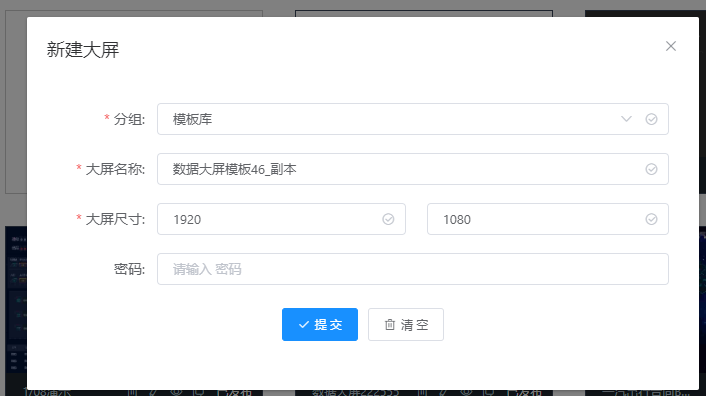 新建大屏
* 分组: 模板库
* 大屏名称: 数据大屏模板46_副本
* 大屏尺寸: 1920 1080
密码: 请输入 密码
提交 清空